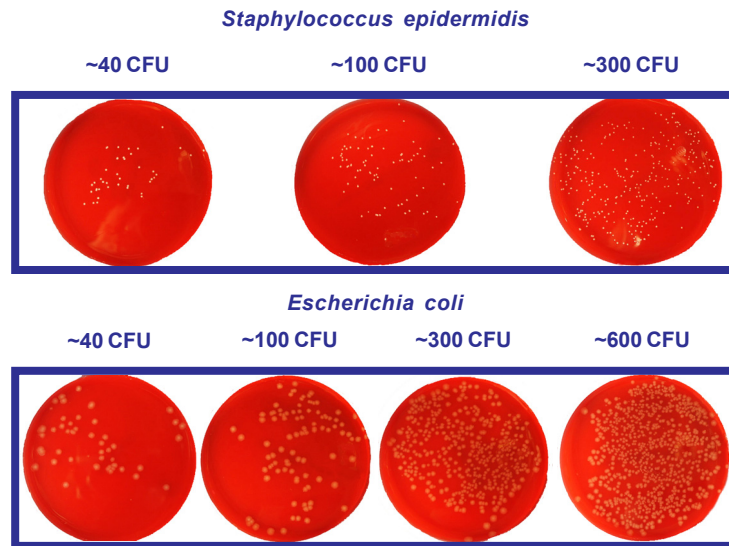 Staphylococcus epidermidis
~40 CFU ~100 CFU ~300 CFU
Escherichia coli
~40 CFU ~100 CFU ~300 CFU ~600 CFU